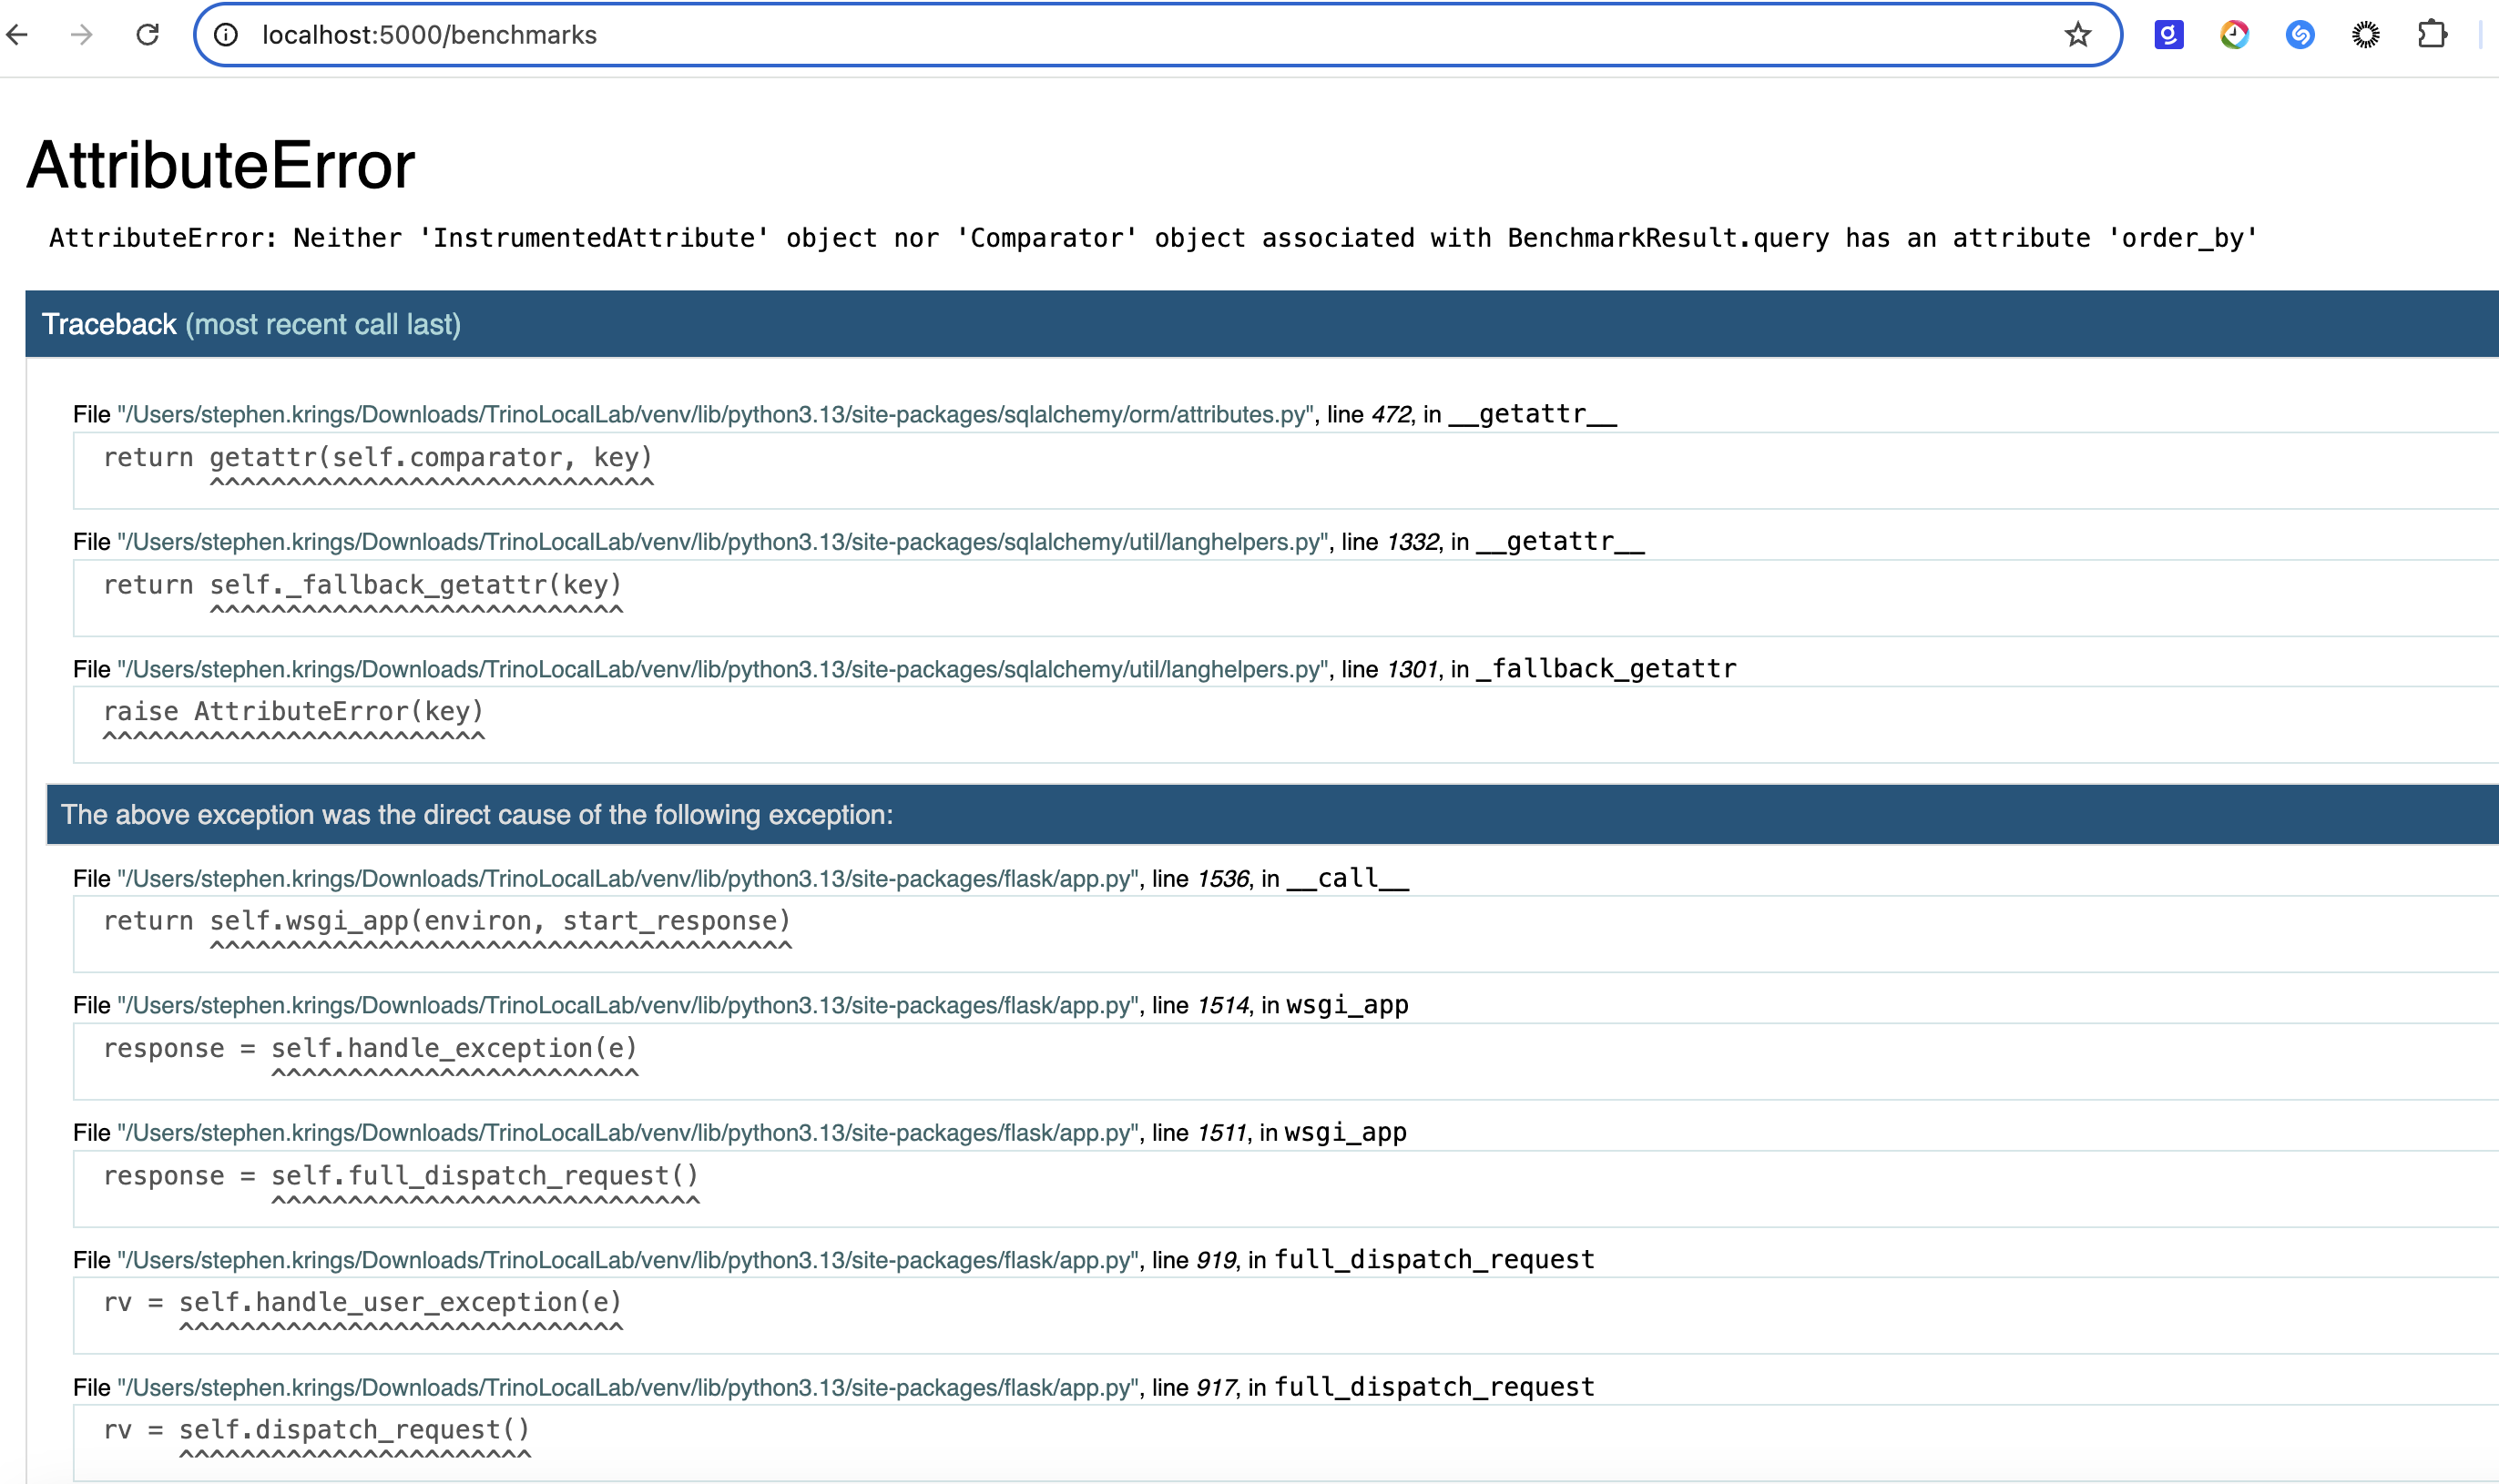 localhost:5000/benchmarks
AttributeError
AttributeError: Neither 'InstrumentedAttribute' object nor 'Comparator' object associated with BenchmarkResult.query has an attribute 'order_by'
Traceback (most recent call last)
File "/Users/stephen.krings/Downloads/TrinoLocalLab/venv/lib/python3.13/site-packages/sqlalchemy/orm/attributes.py", line 472, in __getattr__
return getattr(self.comparator, key)
^^^^^^^^^^^^^^^^^^^^^^^^^^^^^
File "/Users/stephen.krings/Downloads/TrinoLocalLab/venv/lib/python3.13/site-packages/sqlalchemy/util/langhelpers.py", line 1332, in __getattr__
return self._fallback_getattr(key)
^^^^^^^^^^^^^^^^^^^^^^^^^^^
File "/Users/stephen.krings/Downloads/TrinoLocalLab/venv/lib/python3.13/site-packages/sqlalchemy/util/langhelpers.py", line 1301, in _fallback_getattr
raise AttributeError(key)
^^^^^^^^^^^^^^^^^^^^^^^^^
The above exception was the direct cause of the following exception:
File "/Users/stephen.krings/Downloads/TrinoLocalLab/venv/lib/python3.13/site-packages/flask/app.py", line 1536, in __call__
return self.wsgi_app(environ, start_response)
^^^^^^^^^^^^^^^^^^^^^^^^^^^^^^^^^^^^^^
File "/Users/stephen.krings/Downloads/TrinoLocalLab/venv/lib/python3.13/site-packages/flask/app.py", line 1514, in wsgi_app
response = self.handle_exception(e)
^^^^^^^^^^^^^^^^^^^^^^^^
File "/Users/stephen.krings/Downloads/TrinoLocalLab/venv/lib/python3.13/site-packages/flask/app.py", line 1511, in wsgi_app
response = self.full_dispatch_request()
^^^^^^^^^^^^^^^^^^^^^^^^^^^^
File "/Users/stephen.krings/Downloads/TrinoLocalLab/venv/lib/python3.13/site-packages/flask/app.py", line 919, in full_dispatch_request
rv = self.handle_user_exception(e)
^^^^^^^^^^^^^^^^^^^^^^^^^^^^^
File "/Users/stephen.krings/Downloads/TrinoLocalLab/venv/lib/python3.13/site-packages/flask/app.py", line 917, in full_dispatch_request
rv = self.dispatch_request()
^^^^^^^^^^^^^^^^^^^^^^^